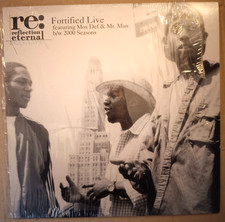 re:
reflection
eternal
Fortified Live
featuring Mos Def & Mr. Man
b/w 2000 Seasons